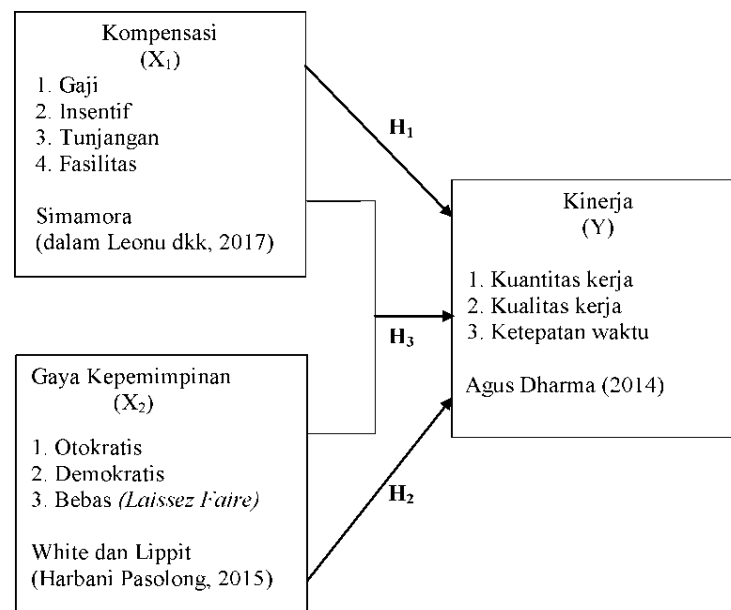 Kompensasi
(X₁)
1. Gaji
2. Insentif
3. Tunjangan
4. Fasilitas
Simamora
(dalam Leonu dkk, 2017)
H₁
Kinerja
(Y)
1. Kuantitas kerja
2. Kualitas kerja
3. Ketepatan waktu
Agus Dharma (2014)
H₃
Gaya Kepemimpinan
(X₂)
1. Otokratis
2. Demokratis
3. Bebas (Laissez Faire)
White dan Lippit
(Harbani Pasolong, 2015)
H₂